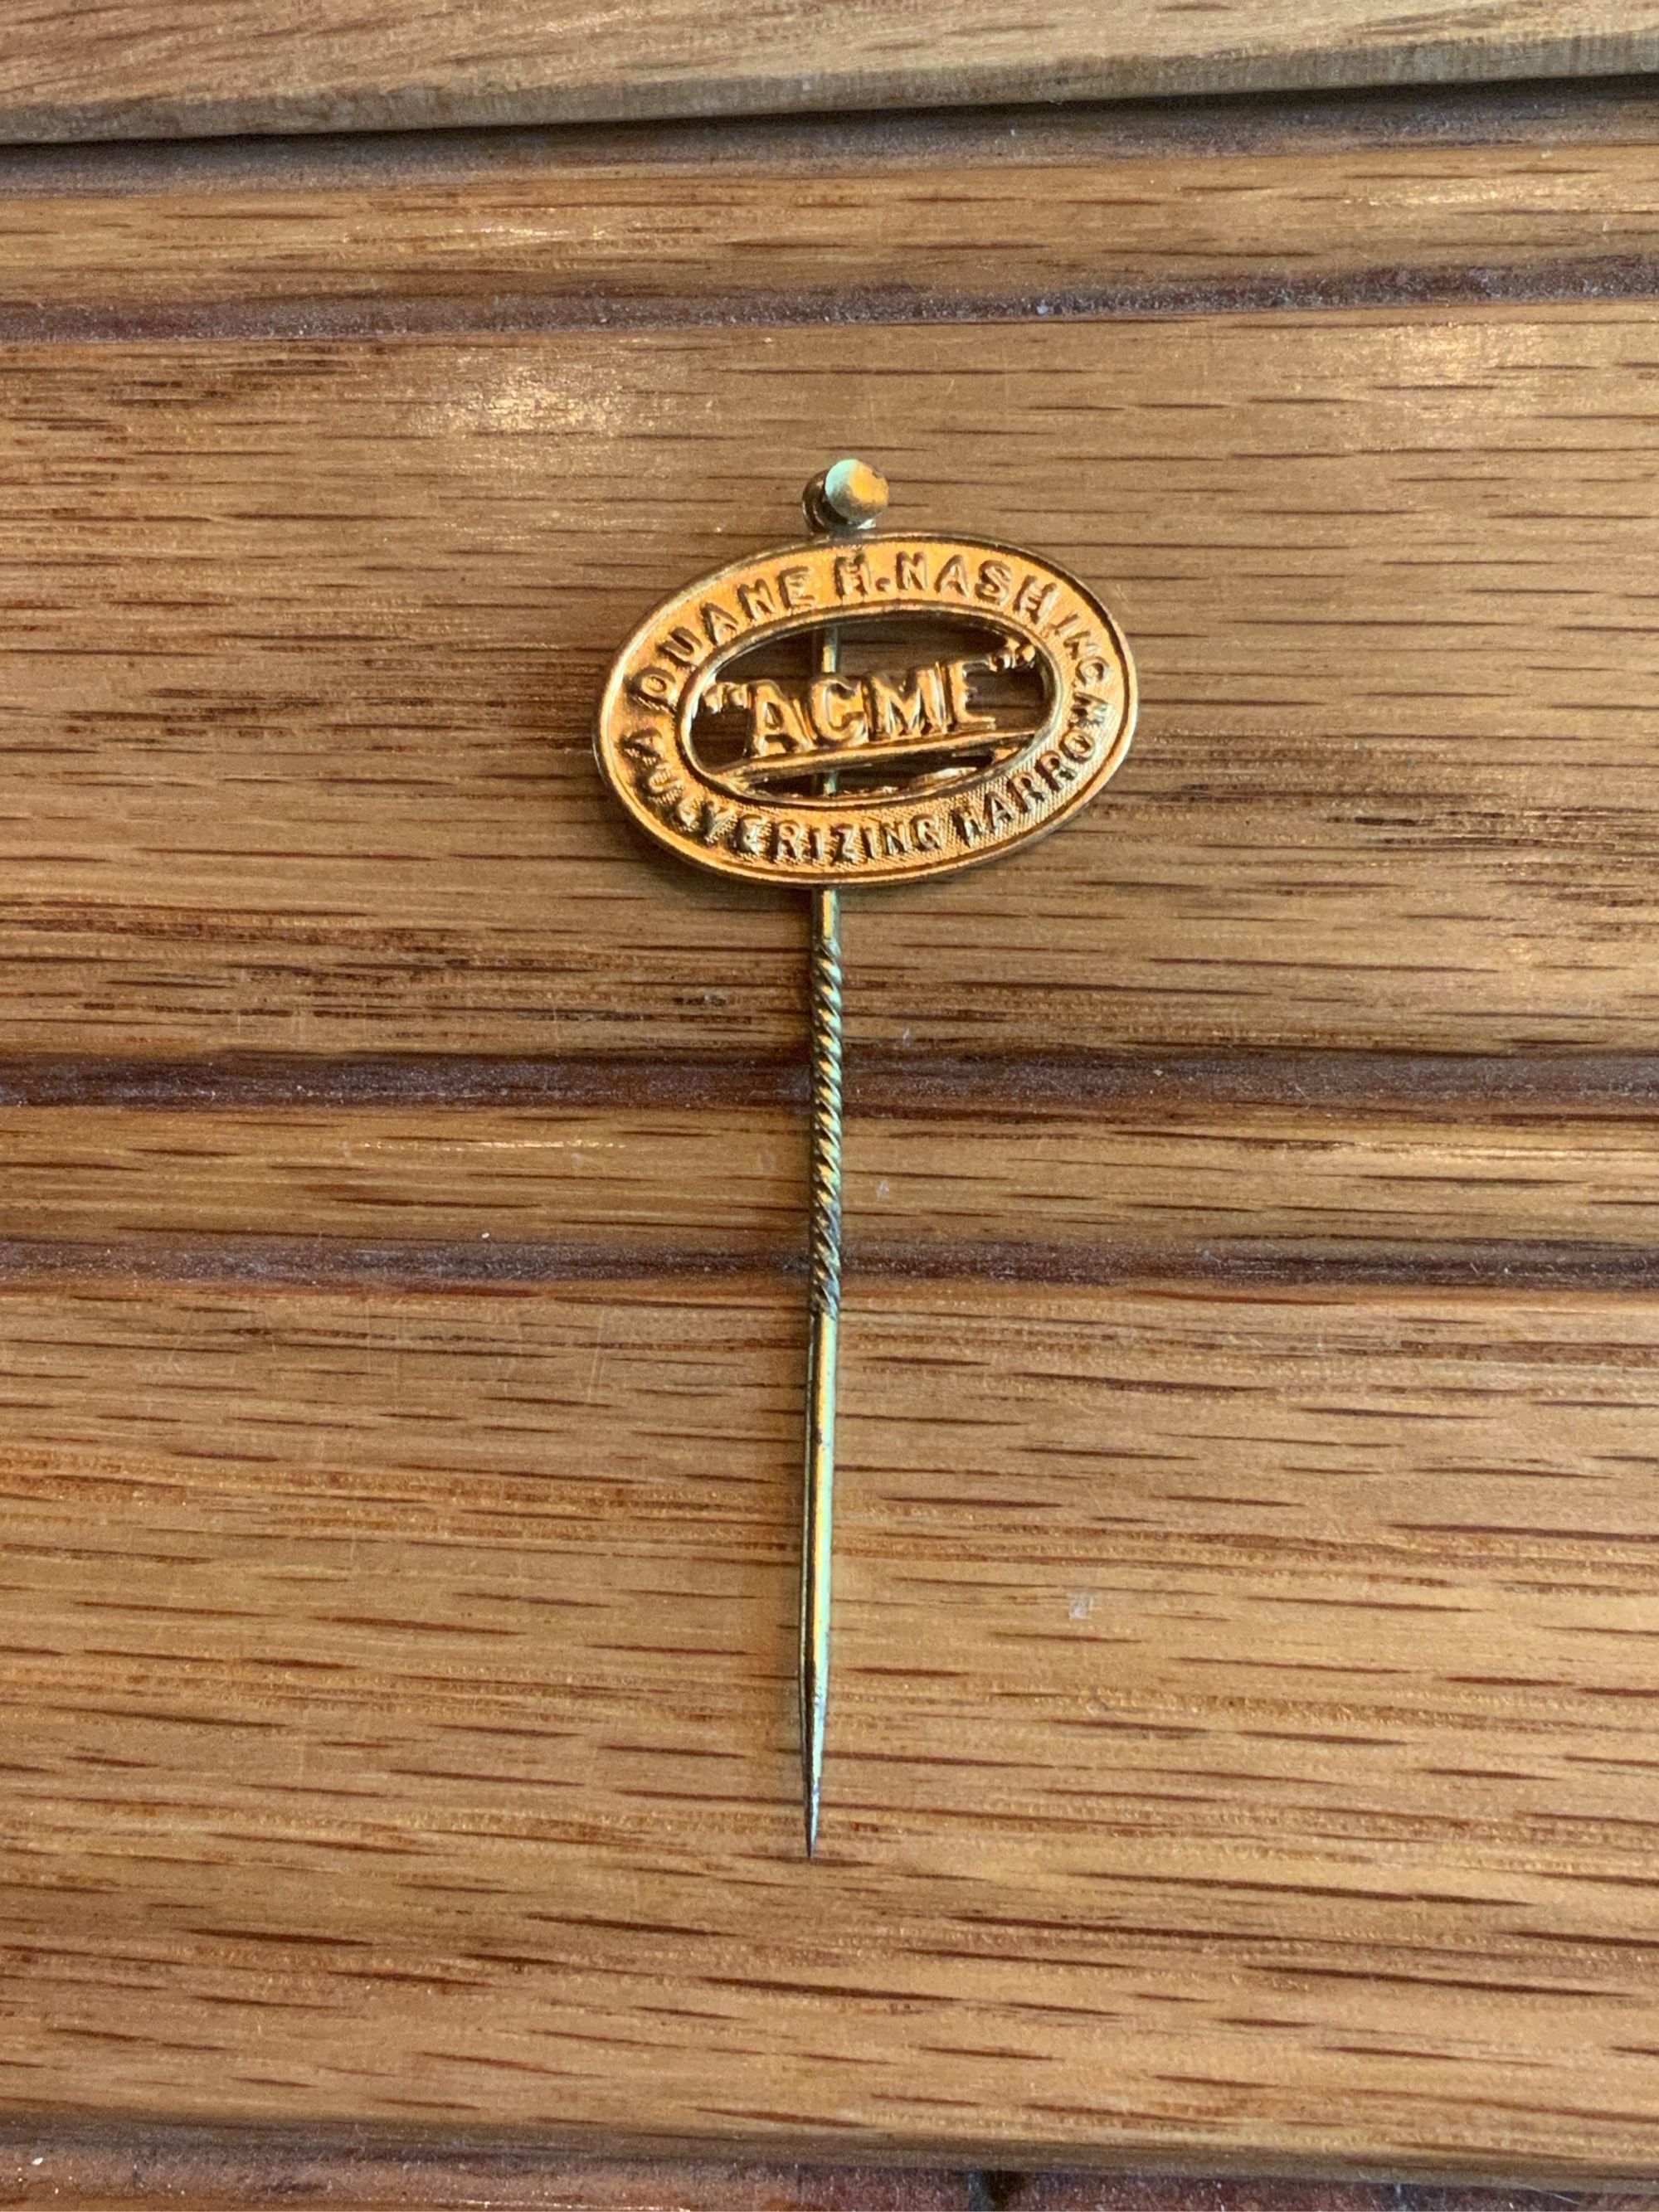 DUANE H. NASH INC.
"ACME"
PULVERIZING HARROW